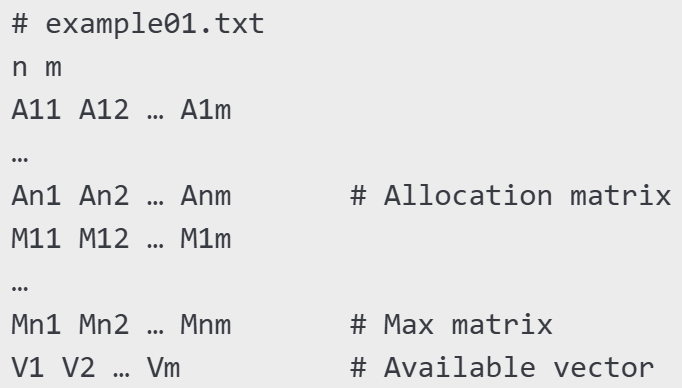 # example01.txt
n m
A11 A12 … A1m
…
An1 An2 … Anm # Allocation matrix
M11 M12 … M1m
…
Mn1 Mn2 … Mnm # Max matrix
V1 V2 … Vm # Available vector